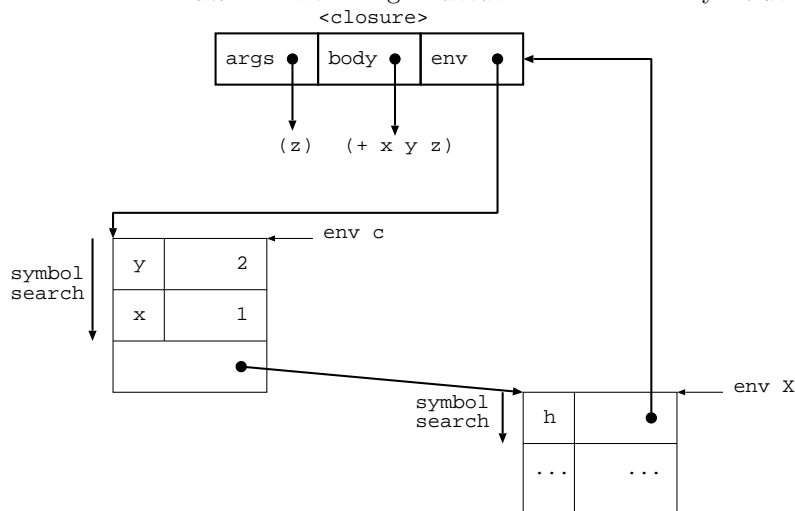 <closure>
args body env
(z) (+ x y z)
env c
y 2
symbol
search
x 1
env X
symbol
search
h
... ...